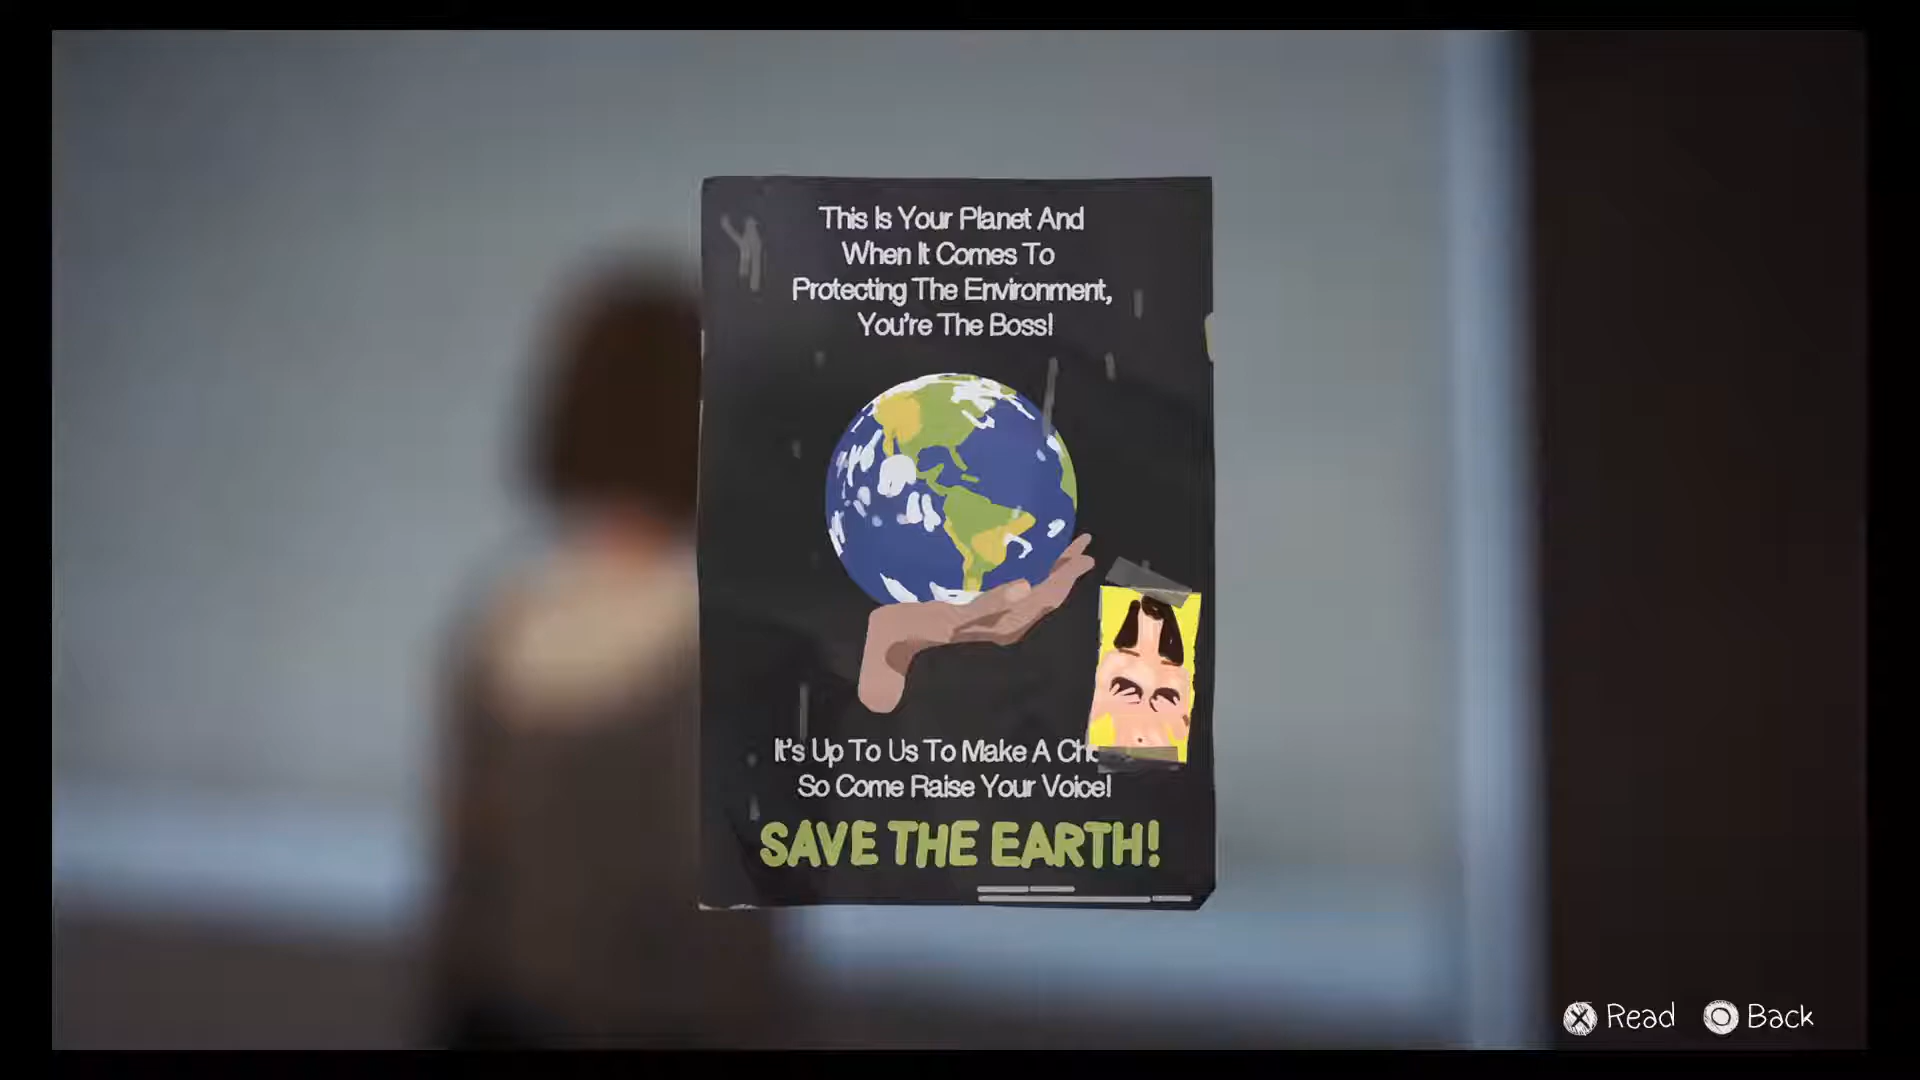 This Is Your Planet And
When It Comes To
Protecting The Environment,
You're The Boss!
It's Up To Us To Make A
So Come Raise Your Voice!
SAVE THE EARTH!
Read
Back